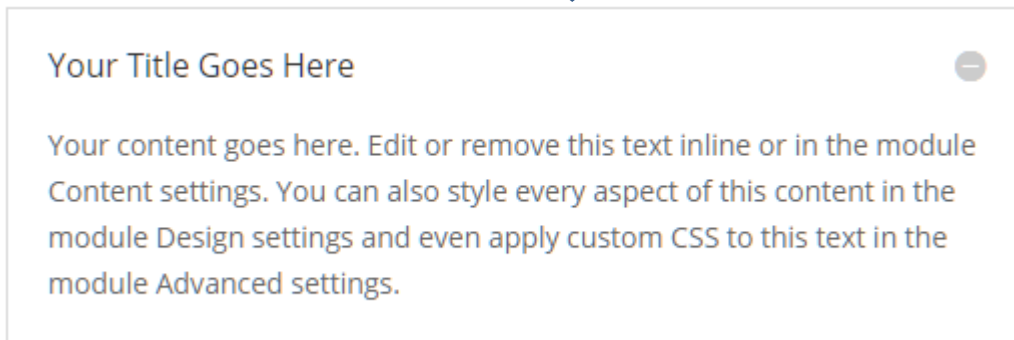 Your Title Goes Here
Your content goes here. Edit or remove this text inline or in the module
Content settings. You can also style every aspect of this content in the
module Design settings and even apply custom CSS to this text in the
module Advanced settings.